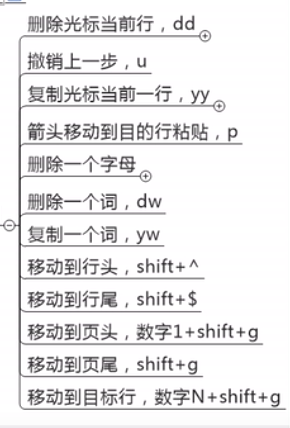 删除光标当前行，dd
撤销上一步，u
复制光标当前一行，yy
箭头移动到目的行粘贴，p
删除一个字母
删除一个词，dw
复制一个词，yw
移动到行头，shift+^
移动到行尾，shift+$
移动到页头，数字1+shift+g
移动到页尾，shift+g
移动到目标行，数字N+shift+g